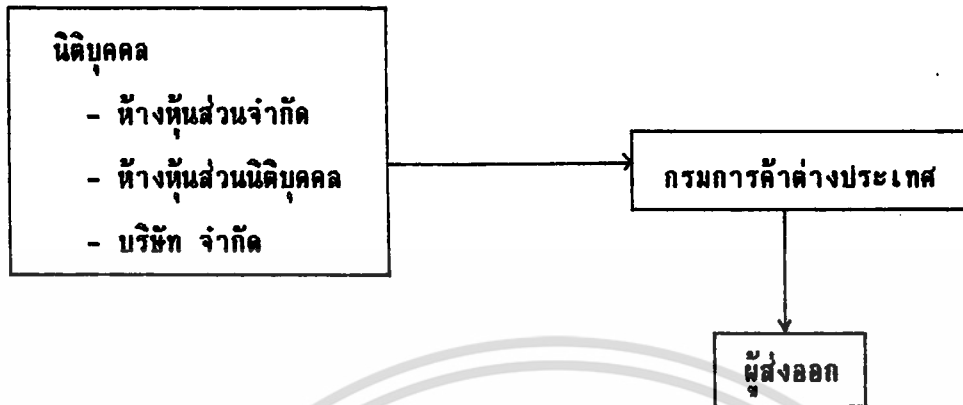 นิติบุคคล
- ห้างหุ้นส่วนจำกัด
- ห้างหุ้นส่วนนิติบุคคล
- บริษัท จำกัด
กรมการค้าต่างประเทศ
ผู้ส่งออก